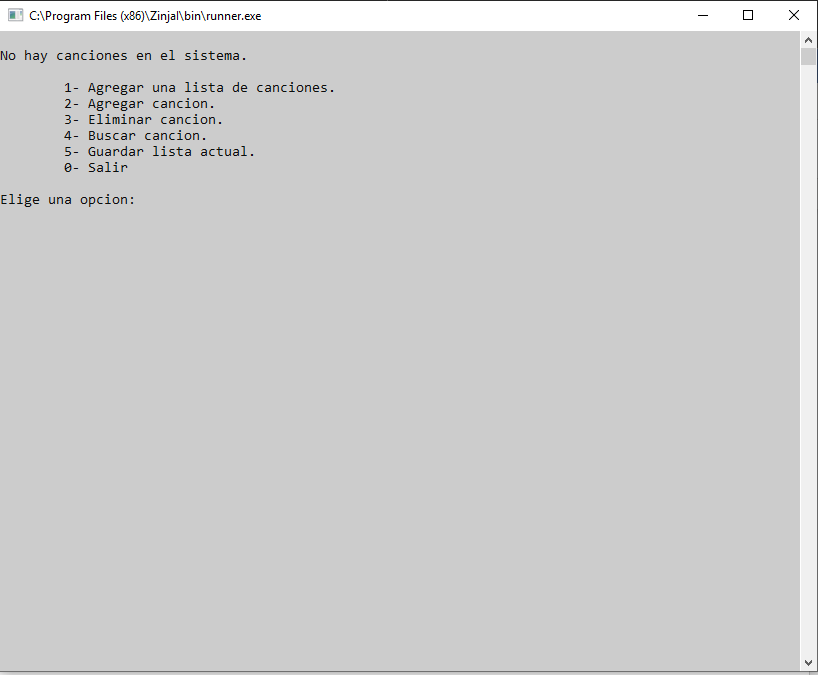 C:\Program Files (x86)\Zinjal\bin\runner.exe
No hay canciones en el sistema.
1- Agregar una lista de canciones.
2- Agregar cancion.
3- Eliminar cancion.
4- Buscar cancion.
5- Guardar lista actual.
0- Salir
Elige una opcion: